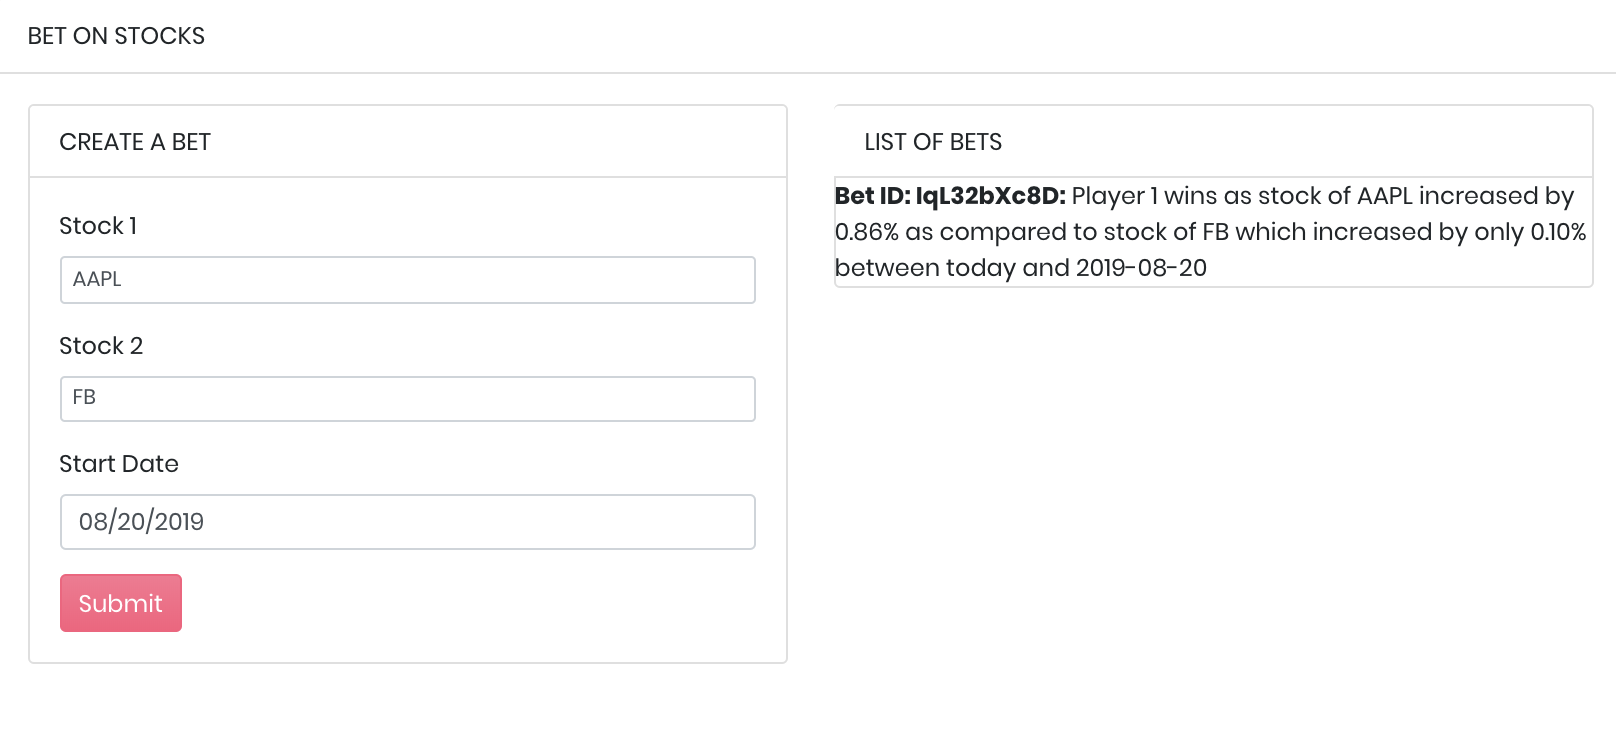 BET ON STOCKS
CREATE A BET
Stock 1
AAPL
Stock 2
FB
Start Date
08/20/2019
Submit
LIST OF BETS
Bet ID: IqL32bXc8D: Player 1 wins as stock of AAPL increased by
0.86% as compared to stock of FB which increased by only 0.10%
between today and 2019-08-20